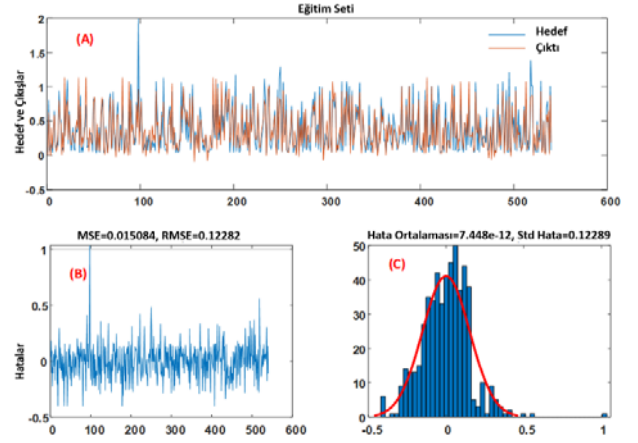 Eğitim Seti
(A)
Hedef
Çıktı
Hedef ve Çıkışlar
2
1.5
1
0.5
0
-0.5
0 100 200 300 400 500 600
MSE=0.015084, RMSE=0.12282
(B)
Hatalar
1
0.5
0
-0.5
0 100 200 300 400 500 600
Hata Ortalaması=7.448e-12, Std Hata=0.12289
(C)
50
40
30
20
10
0
-0.5 0 0.5 1